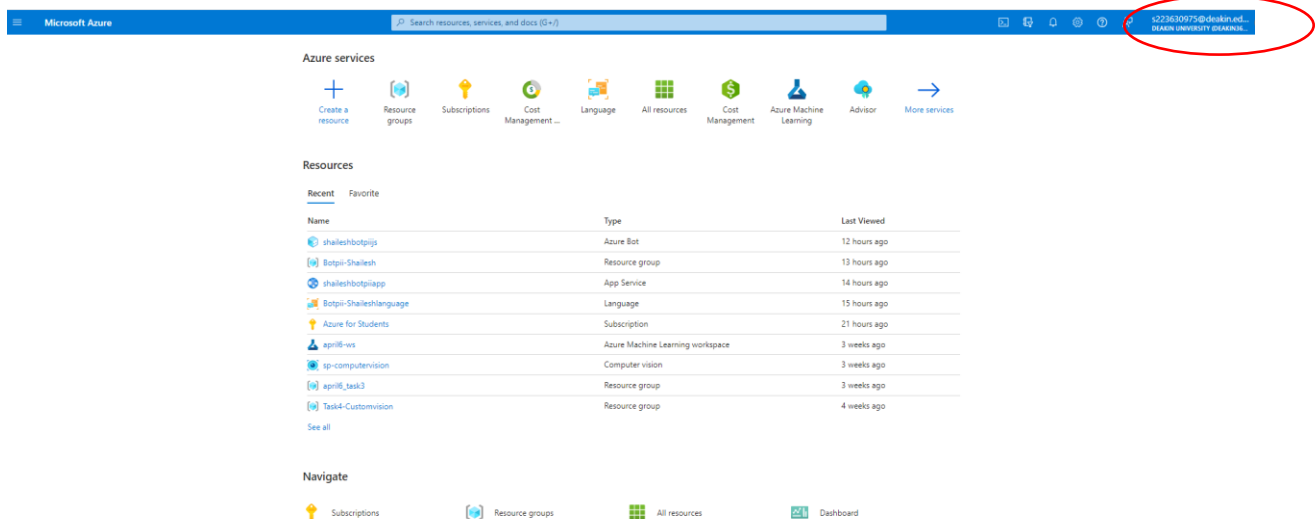 Microsoft Azure
Search resources, services, and docs (G+/)
s223630975@deakin.ed...
DEAKIN UNIVERSITY (DEAKIN36...
Azure services
Create a resource
Resource groups
Subscriptions
Cost Management ...
Language
All resources
Cost Management
Azure Machine Learning
Advisor
More services
Resources
Recent Favorite
Name Type Last Viewed
shaileshbotpiijs Azure Bot 12 hours ago
Botpii-Shailesh Resource group 13 hours ago
shaileshbotpiiapp App Service 14 hours ago
Botpii-Shaileshlanguage Language 15 hours ago
Azure for Students Subscription 21 hours ago
april6-ws Azure Machine Learning workspace 3 weeks ago
sp-computervision Computer vision 3 weeks ago
april6_task3 Resource group 3 weeks ago
Task4-Customvision Resource group 4 weeks ago
See all
Navigate
Subscriptions Resource groups All resources Dashboard